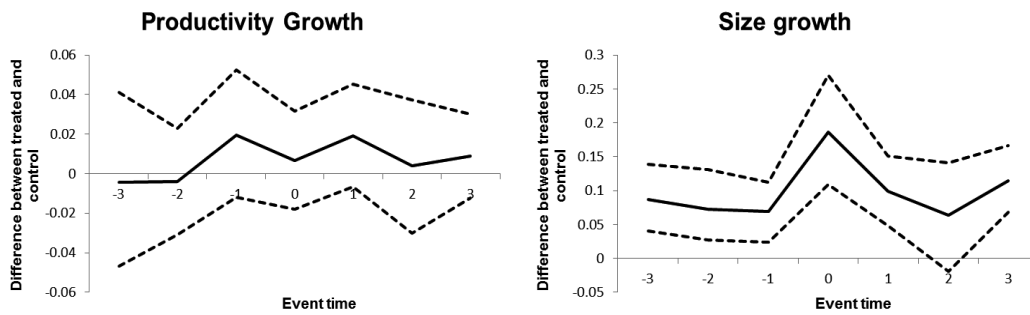 Productivity Growth
Difference between treated and
control
0.06
0.04
0.02
0
-0.02
-0.04
-0.06
-3 -2 -1 0 1 2 3
Event time
Size growth
Difference between treated and
control
0.3
0.25
0.2
0.15
0.1
0.05
0
-0.05
-3 -2 -1 0 1 2 3
Event time